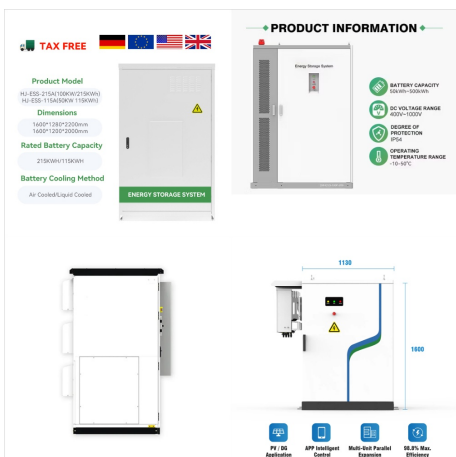 TAX FREE
Product Model
HJ-ESS-215A(100KW/215KWh)
HJ-ESS-115A(50KW 115KWh)
Dimensions
1600*1280*2200mm
1600*1200*2000mm
Rated Battery Capacity
215KWH/115KWH
Battery Cooling Method
Air Cooled/Liquid Cooled
ENERGY STORAGE SYSTEM
PRODUCT INFORMATION
Energy Storage System
BATTERY CAPACITY
50kWh~500kWh
DC VOLTAGE RANGE
400V~1000V
DEGREE OF
PROTECTION
IP54
OPERATING
TEMPERATURE RANGE
-10~50°C
1130
1600
PV / DG
Application
APP Intelligent
Control
Multi-Unit Parallel
Expansion
98.8% Max.
Efficiency